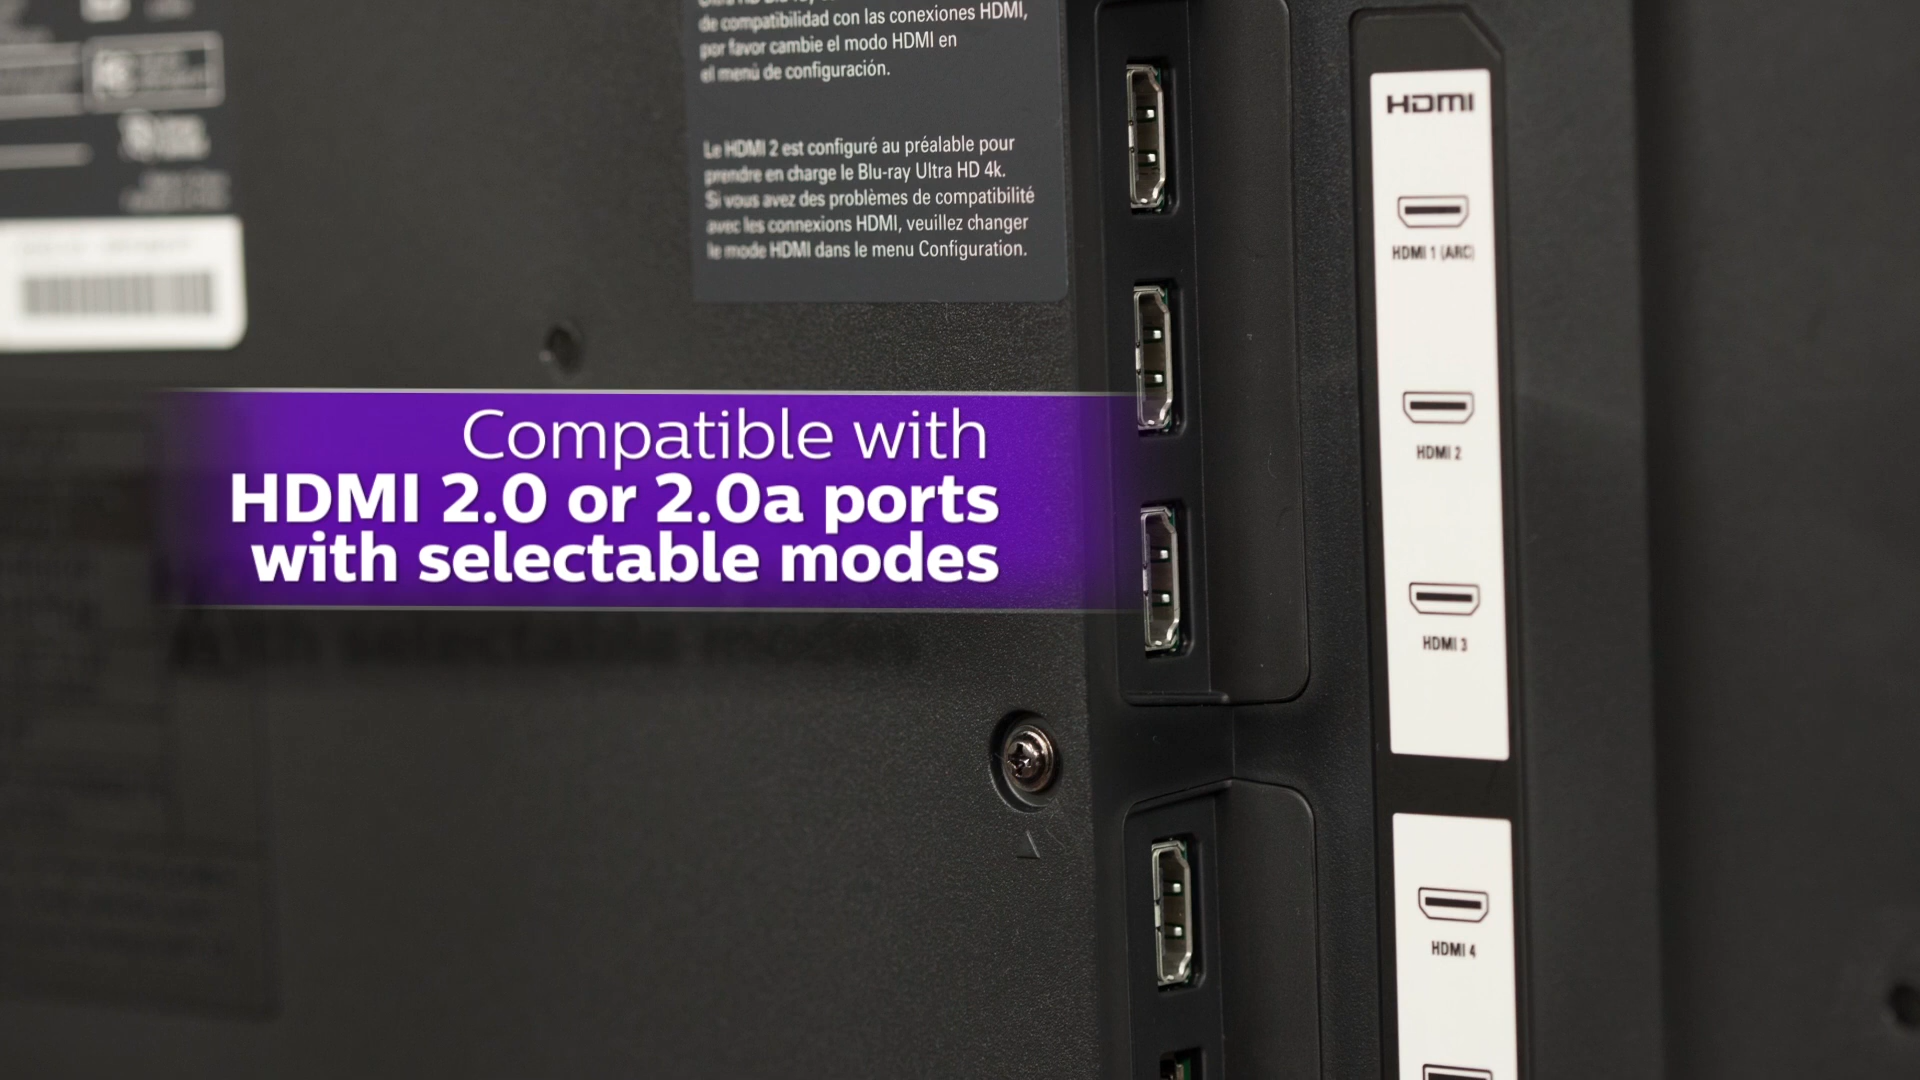 de compatibilidad con las conexiones HDMI,
por favor cambie el modo HDMI en
el menú de configuración.
Le HDMI 2 est configuré au préalable pour
prendre en charge le Blu-ray Ultra HD 4k.
Si vous avez des problèmes de compatibilité
avec les connexions HDMI, veuillez changer
le mode HDMI dans le menu Configuration.
Compatible with
HDMI 2.0 or 2.0a ports
with selectable modes
HDMI
HDMI 1 (ARC)
HDMI 2
HDMI 3
HDMI 4